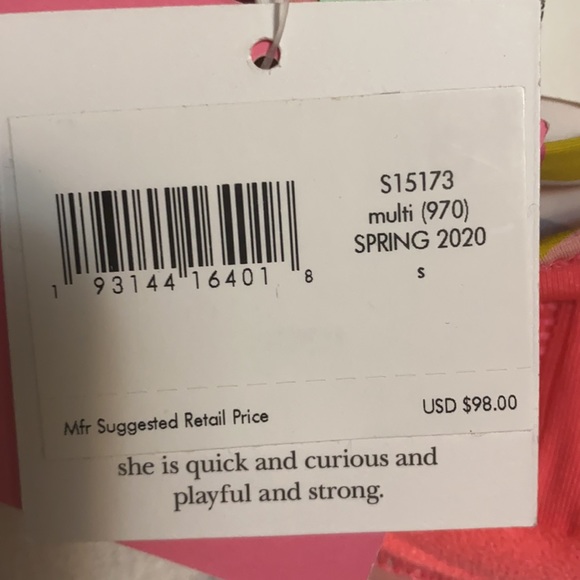 S15173
multi (970)
SPRING 2020
S
1 93144 16401 8
Mfr Suggested Retail Price
USD $98.00
she is quick and curious and
playful and strong.